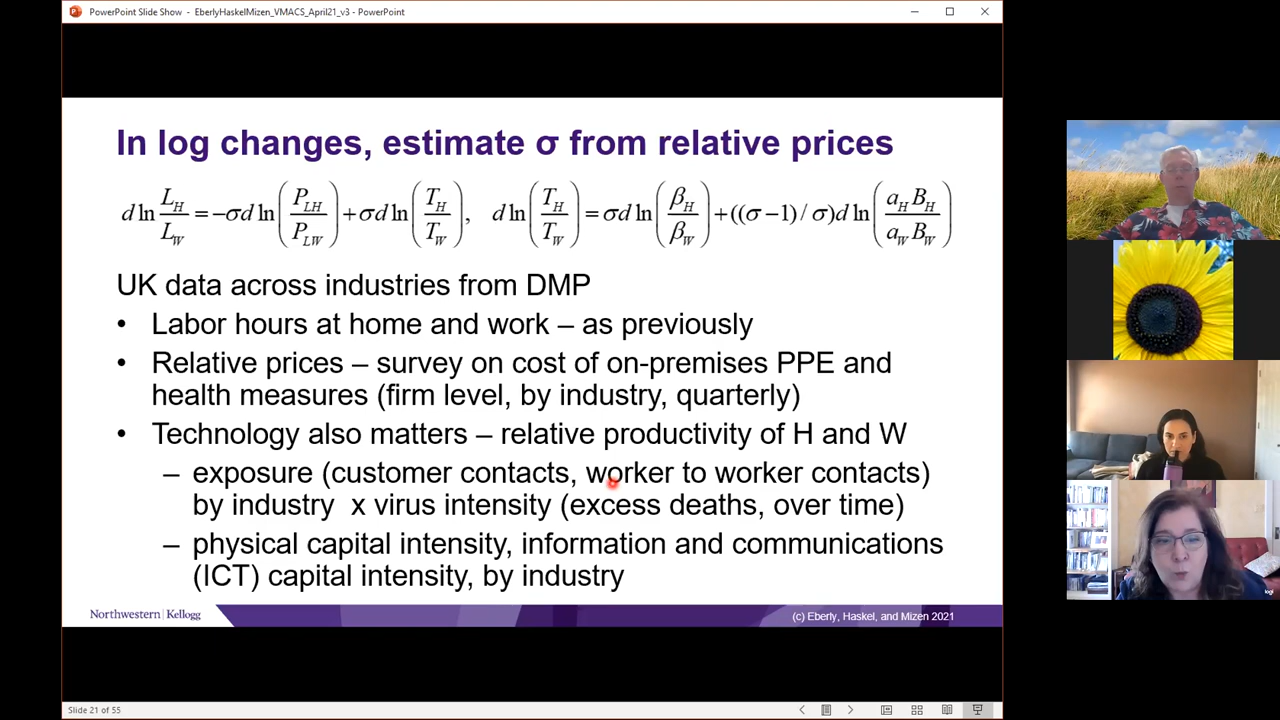 PowerPoint Slide Show - EberlyHaskelMizen_VMACS_April21_v3 - PowerPoint
In log changes, estimate σ from relative prices
d ln L_H/L_W = −σd ln(P_LH/P_LW) + σd ln(T_H/T_W), d ln(T_H/T_W) = σd ln(β_H/β_W) + ((σ−1)/σ)d ln(a_H B_H/a_W B_W)
UK data across industries from DMP
• Labor hours at home and work – as previously
• Relative prices – survey on cost of on-premises PPE and
health measures (firm level, by industry, quarterly)
• Technology also matters – relative productivity of H and W
– exposure (customer contacts, worker to worker contacts)
by industry x virus intensity (excess deaths, over time)
– physical capital intensity, information and communications
(ICT) capital intensity, by industry
Northwestern | Kellogg
(c) Eberly, Haskel, and Mizen 2021
Slide 21 of 55
logi